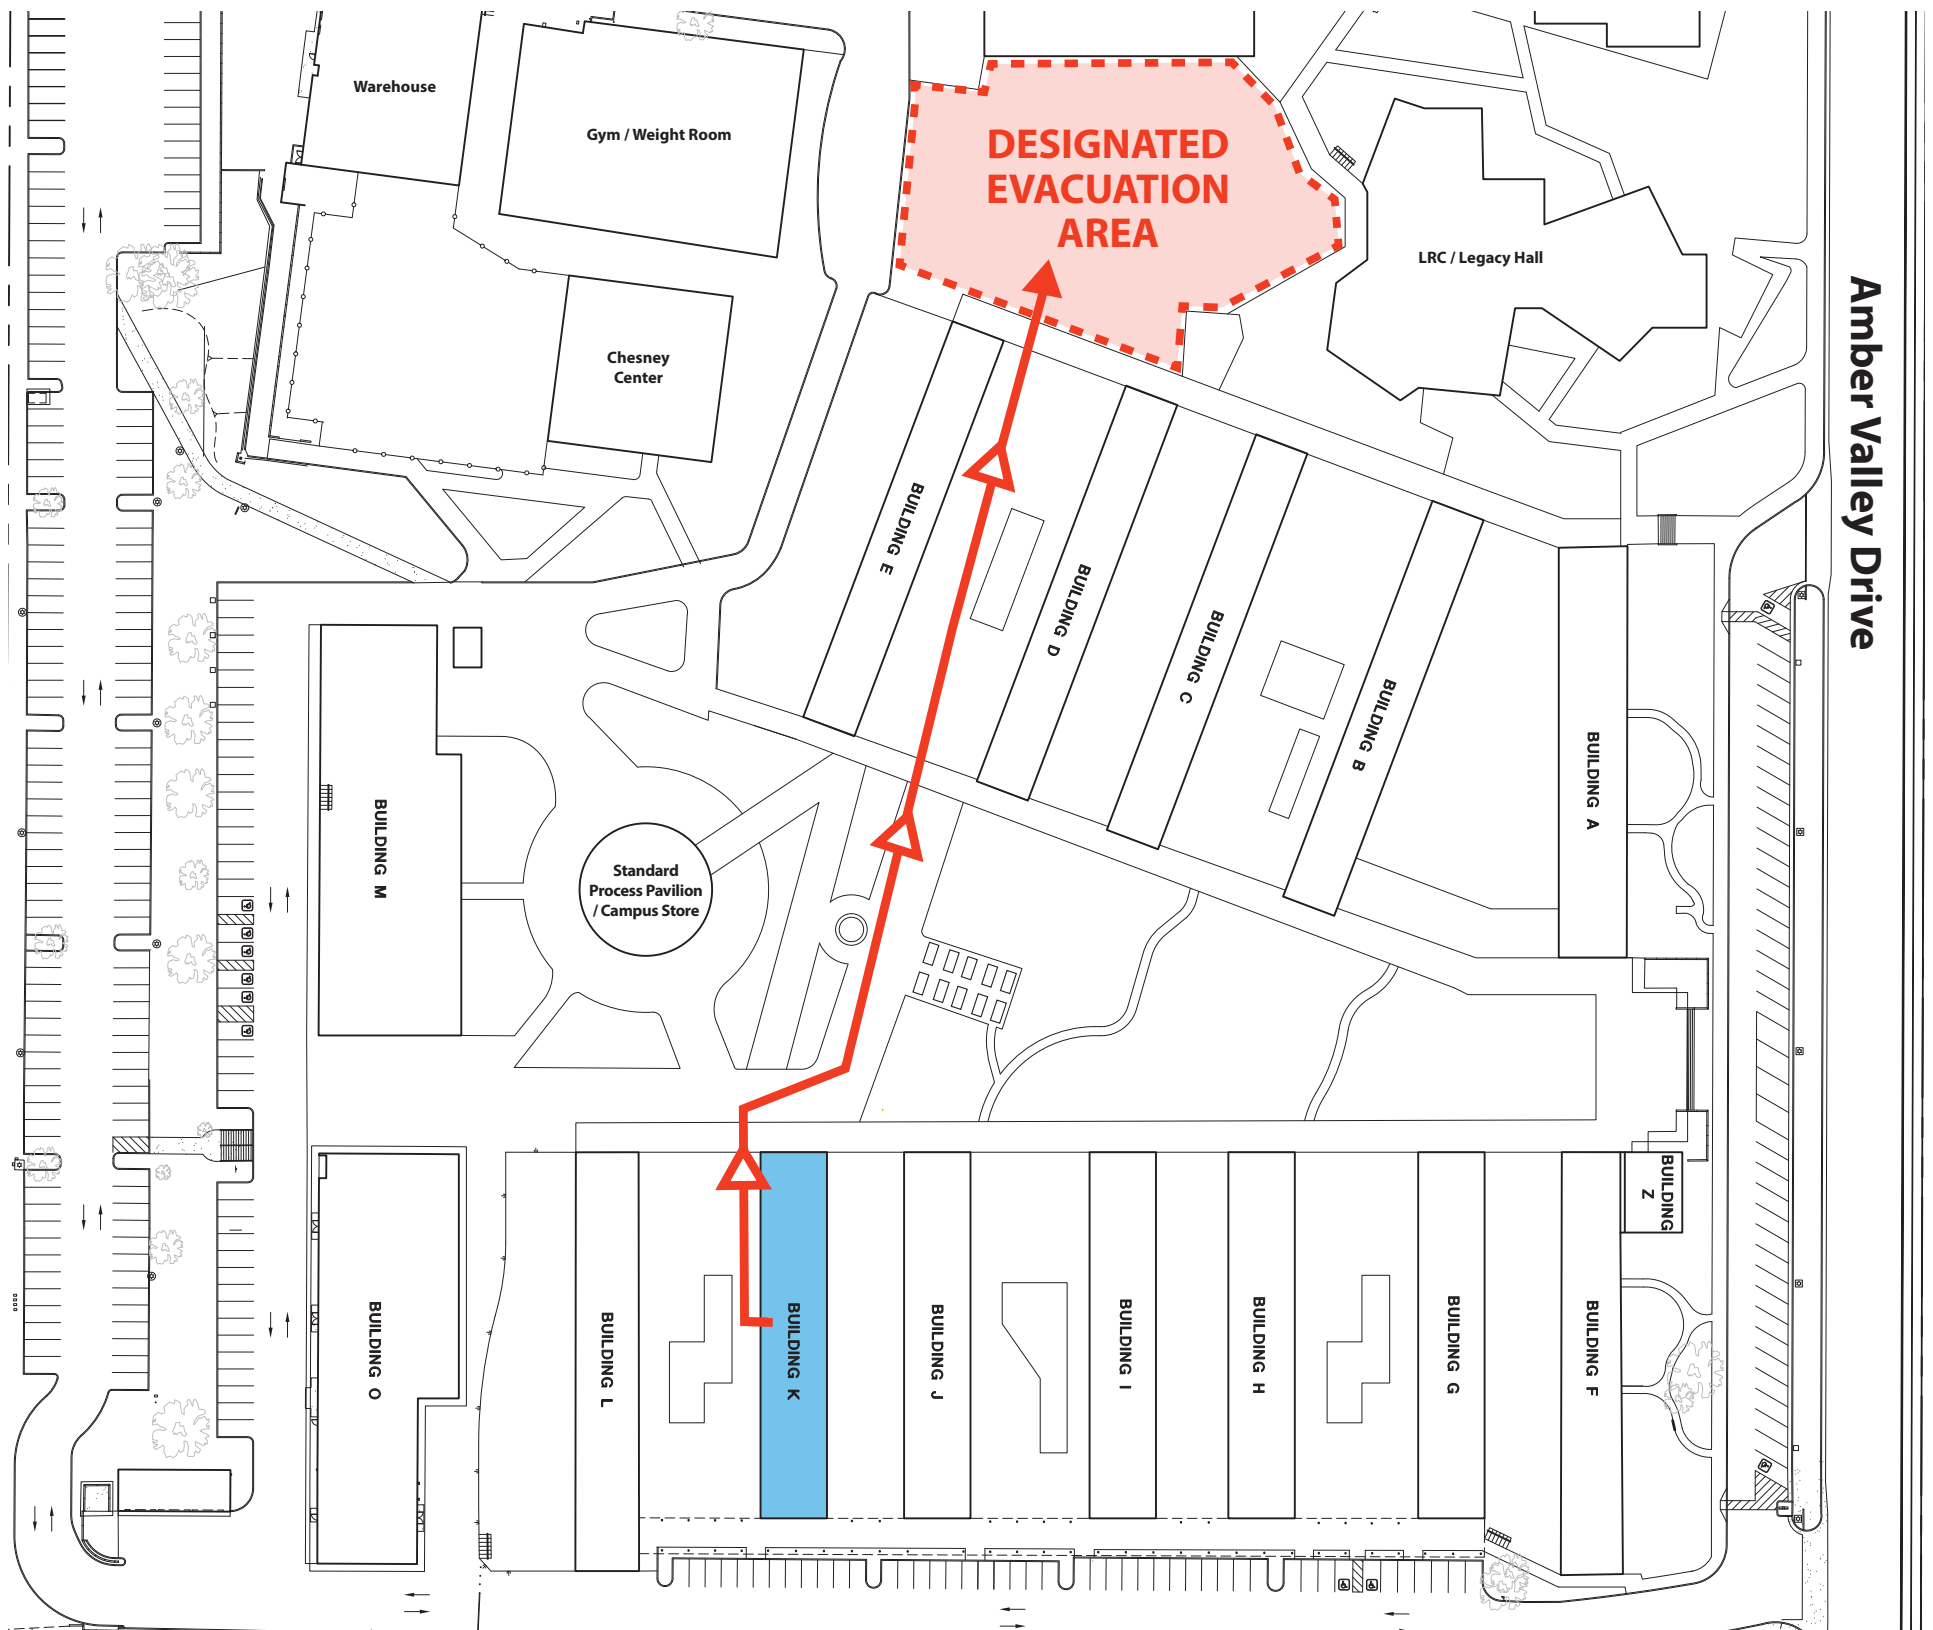 Warehouse
Gym / Weight Room
DESIGNATED
EVACUATION
AREA
LRC / Legacy Hall
Amber Valley Drive
Chesney
Center
BUILDING E
BUILDING D
BUILDING C
BUILDING B
BUILDING A
BUILDING M
Standard
Process Pavilion
/ Campus Store
BUILDING Z
BUILDING O
BUILDING L
BUILDING K
BUILDING J
BUILDING I
BUILDING H
BUILDING G
BUILDING F